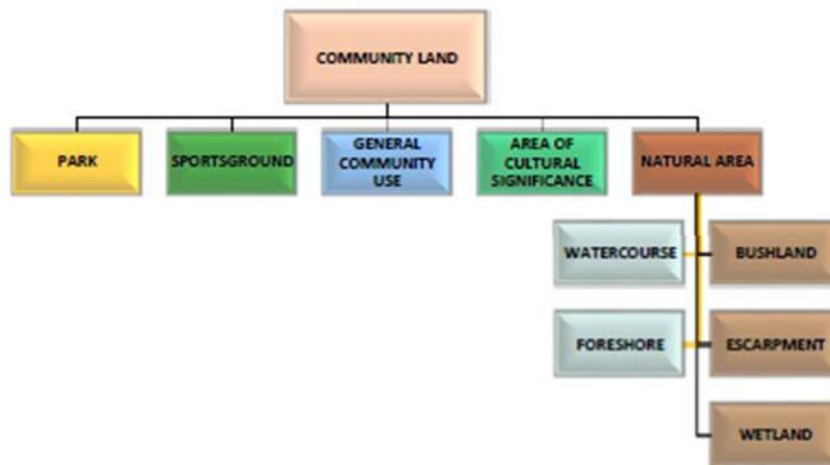 COMMUNITY LAND
PARK
SPORTSGROUND
GENERAL
COMMUNITY
USE
AREA OF
CULTURAL
SIGNIFICANCE
NATURAL AREA
WATERCOURSE
BUSHLAND
FORESHORE
ESCARPMENT
WETLAND